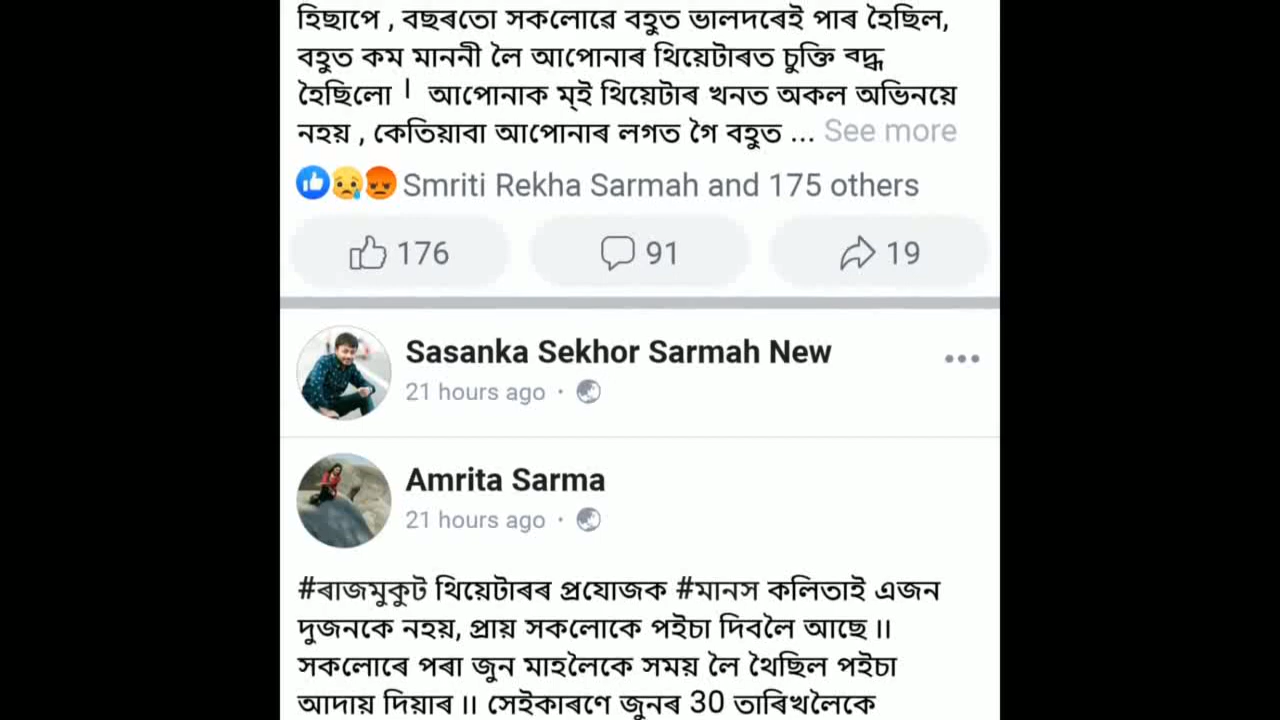 হিছাপে , বছৰতো সকলোৱে বহুত ভালদৰেই পাৰ হৈছিল,
বহুত কম মাননী লৈ আপোনাৰ থিয়েটাৰত চুক্তি বদ্ধ
হৈছিলো । আপোনাক ম্ই থিয়েটাৰ খনত অকল অভিনয়ে
নহয় , কেতিয়াবা আপোনাৰ লগত গৈ বহুত ... See more
Smriti Rekha Sarmah and 175 others
176 91 19
Sasanka Sekhor Sarmah New
21 hours ago ·
Amrita Sarma
21 hours ago ·
#ৰাজমুকুট থিয়েটাৰৰ প্ৰযোজক #মানস কলিতাই এজন
দুজনকে নহয়, প্ৰায় সকলোকে পইচা দিবলৈ আছে ॥
সকলোৰে পৰা জুন মাহলৈকে সময় লৈ থৈছিল পইচা
আদায় দিয়াৰ ॥ সেইকাৰণে জুনৰ 30 তাৰিখলৈকে